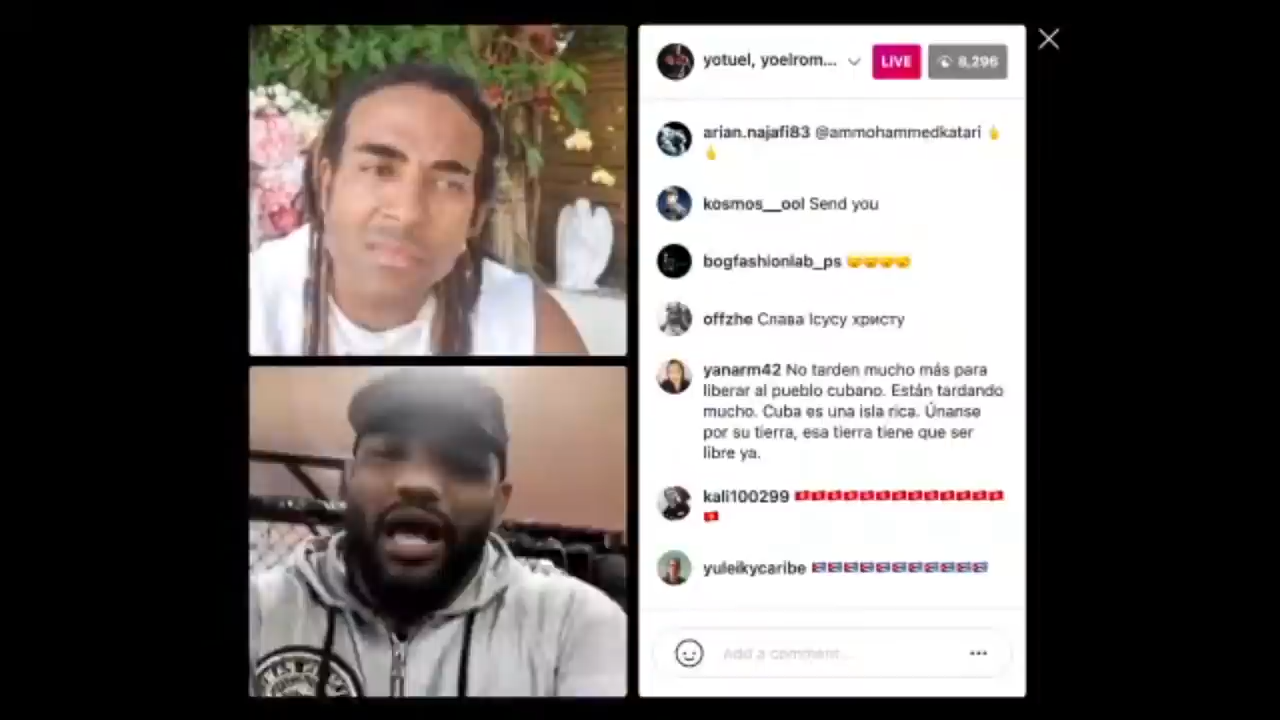 yotuel, yoelrom...
LIVE
8,296
arian.najafi83 @ammohammedkatari
kosmos__ool Send you
bogfashionlab_ps
offzhe Слава Ісусу христу
yanarm42 No tarden mucho más para
liberar al pueblo cubano. Están tardando
mucho. Cuba es una isla rica. Únanse
por su tierra, esa tierra tiene que ser
libre ya.
kali100299
yuleikycaribe
Add a comment...